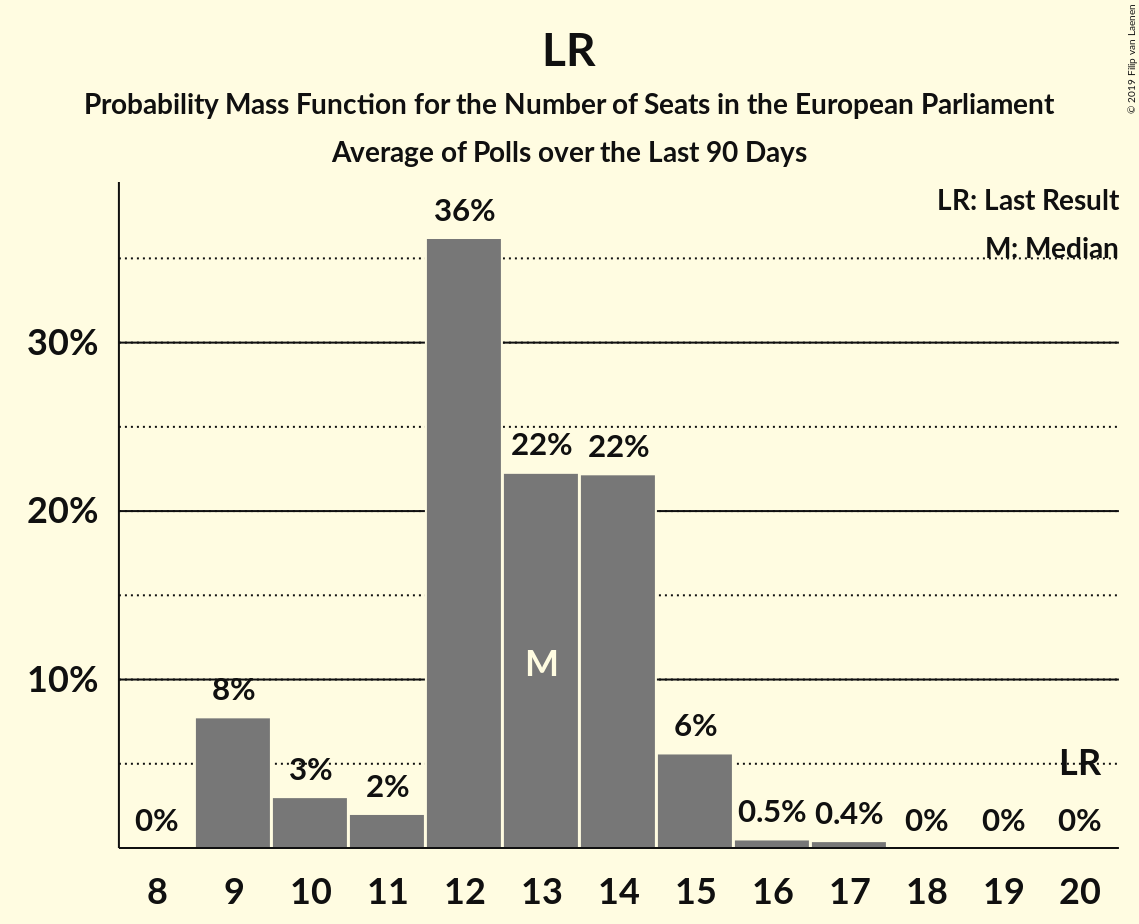 LR
Probability Mass Function for the Number of Seats in the European Parliament
Average of Polls over the Last 90 Days
© 2019 Filip van Laenen
LR: Last Result
M: Median
36%
30%
22% 22%
20%
M
10%
8%
6%
LR
3%
2%
0%
0.5%
0.4%
0%
0%
0%
8 9 10 11 12 13 14 15 16 17 18 19 20